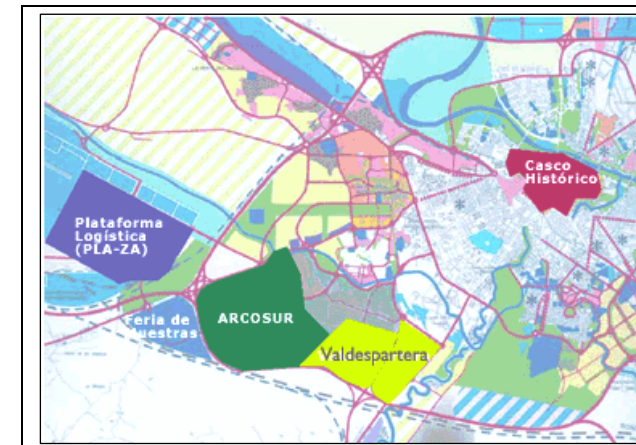 Casco
Histórico
Plataforma
Logística
(PLA-ZA)
Feria de
Muestras
ARCOSUR
Valdespartera